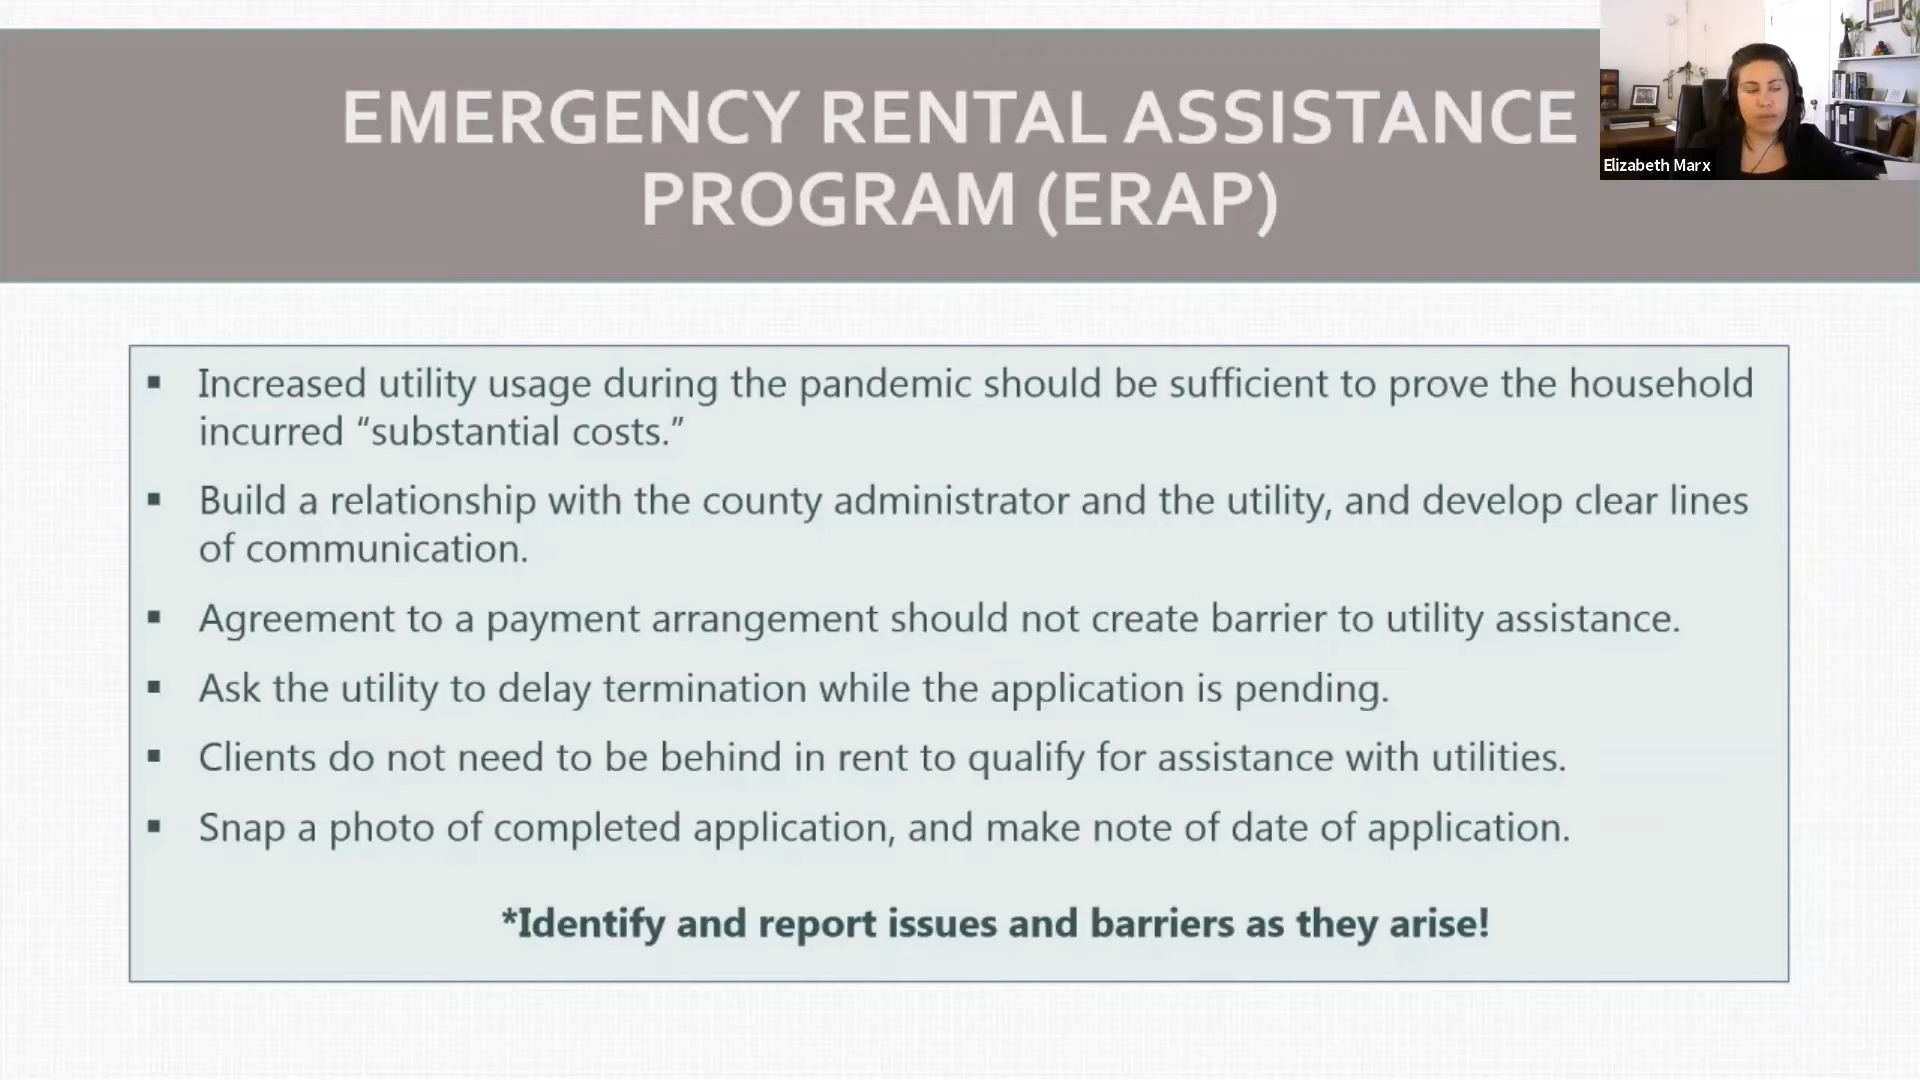 EMERGENCY RENTAL ASSISTANCE
PROGRAM (ERAP)
Elizabeth Marx
▪ Increased utility usage during the pandemic should be sufficient to prove the household
incurred “substantial costs.”
▪ Build a relationship with the county administrator and the utility, and develop clear lines
of communication.
▪ Agreement to a payment arrangement should not create barrier to utility assistance.
▪ Ask the utility to delay termination while the application is pending.
▪ Clients do not need to be behind in rent to qualify for assistance with utilities.
▪ Snap a photo of completed application, and make note of date of application.
*Identify and report issues and barriers as they arise!